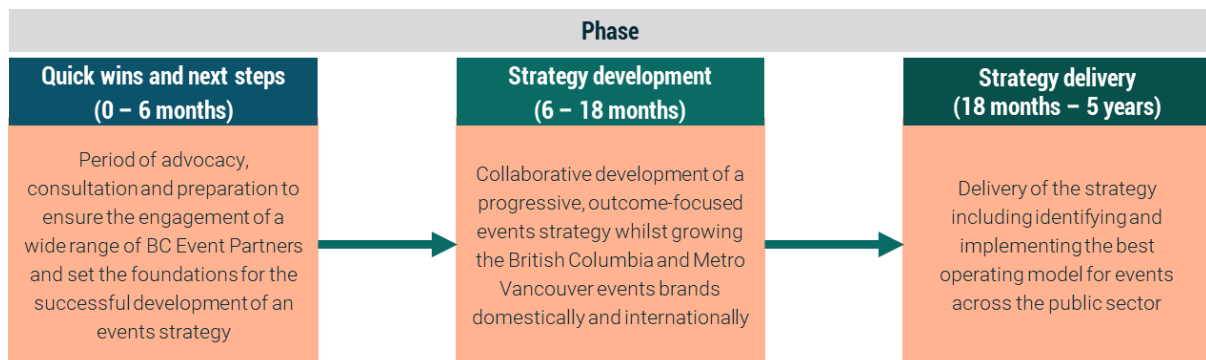 Phase
Quick wins and next steps
(0 – 6 months)
Period of advocacy,
consultation and preparation to
ensure the engagement of a
wide range of BC Event Partners
and set the foundations for the
successful development of an
events strategy
Strategy development
(6 – 18 months)
Collaborative development of a
progressive, outcome-focused
events strategy whilst growing
the British Columbia and Metro
Vancouver events brands
domestically and internationally
Strategy delivery
(18 months – 5 years)
Delivery of the strategy
including identifying and
implementing the best
operating model for events
across the public sector